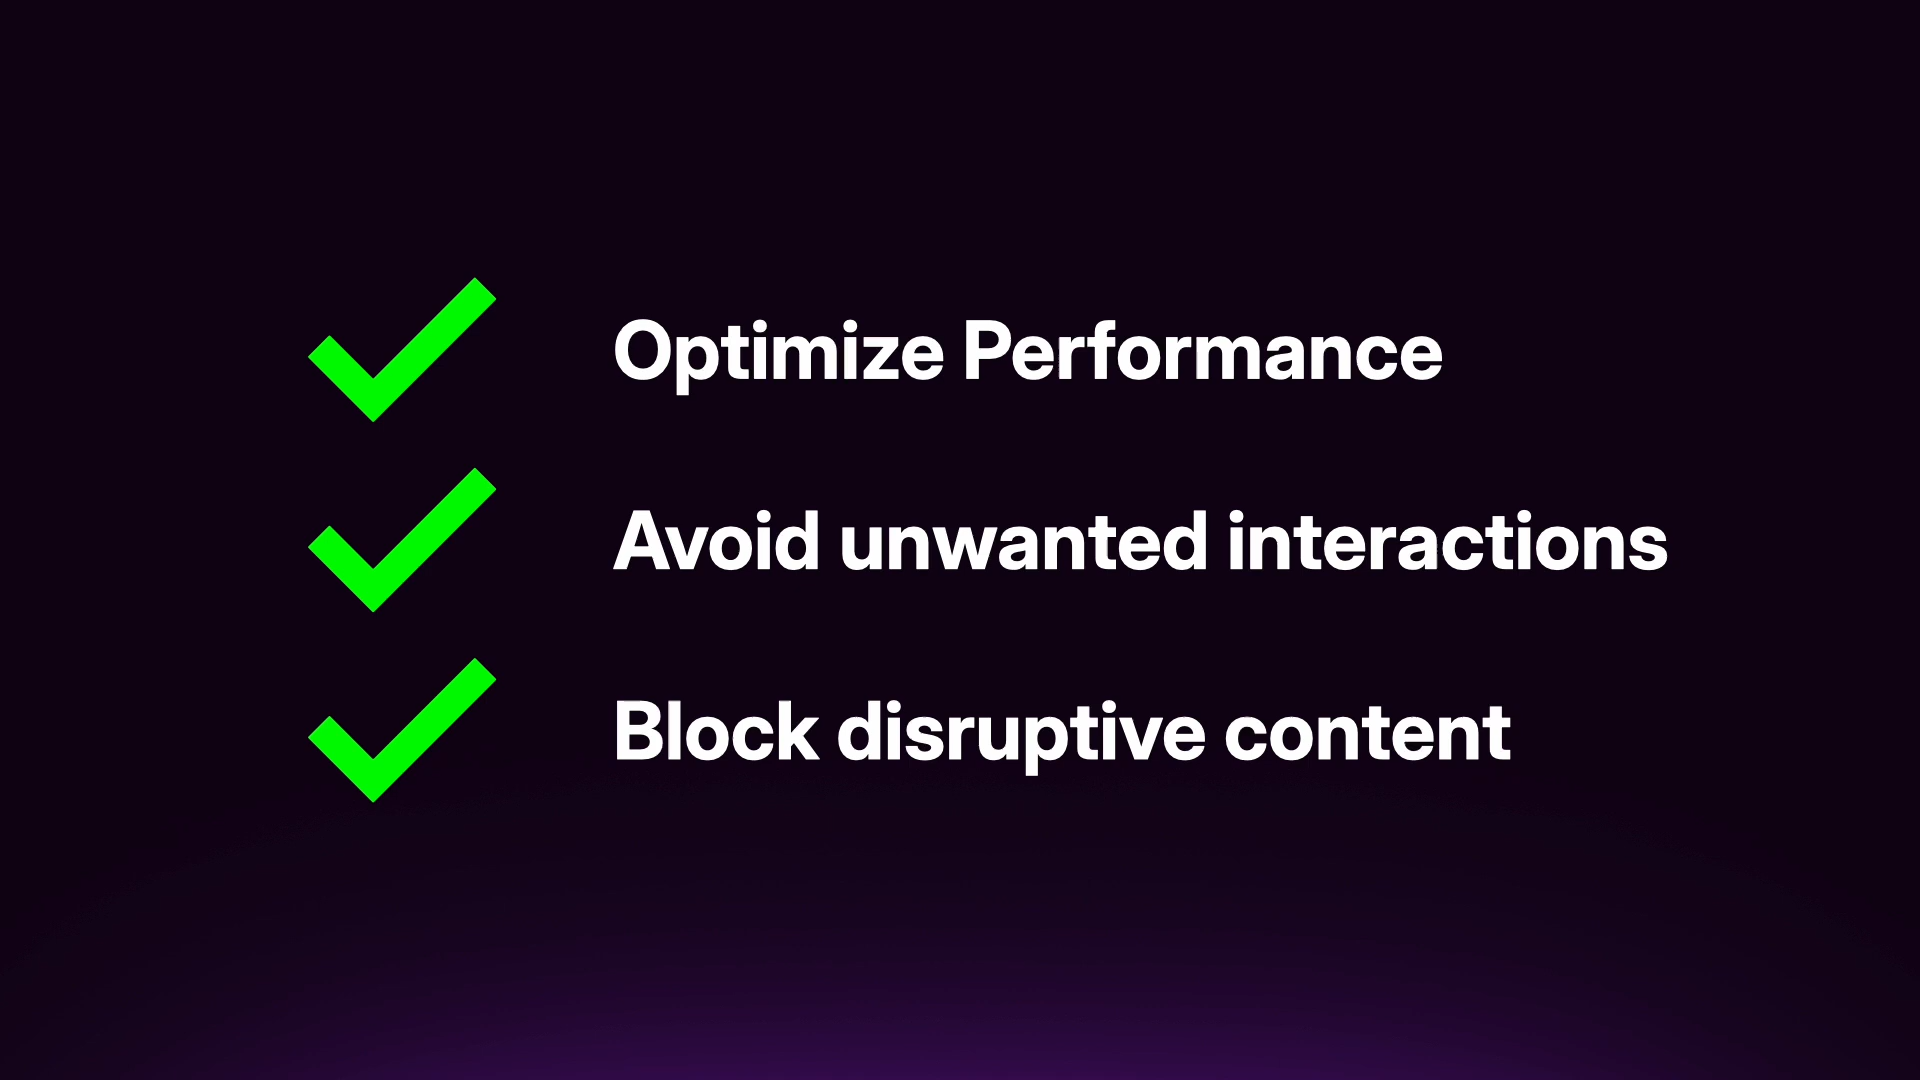 Optimize Performance
Avoid unwanted interactions
Block disruptive content